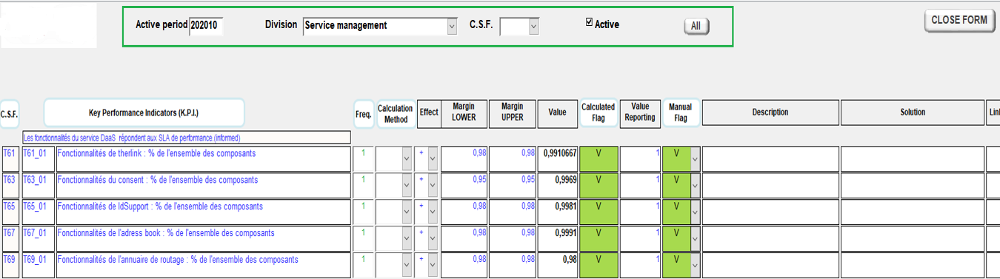 Active period 202010 Division Service management C.S.F. Active All CLOSE FORM
C.S.F. Key Performance Indicators (K.P.I.) Freq. Calculation Method Effect Margin LOWER Margin UPPER Value Calculated Flag Value Reporting Manual Flag Description Solution Lin
Les fonctionnalités du service DaaS répondent aux SLA de performance.(informed)
T61 T61_01 Fonctionnalités de therlink : % de l'ensemble des composants 1 + 0,98 0,98 0,9910667 V 1 V
T63 T63_01 Fonctionnalités du consent : % de l'ensemble des composants 1 + 0,95 0,95 0,9969 V 1 V
T65 T65_01 Fonctionnalités de IdSupport : % de l'ensemble des composants 1 + 0,98 0,98 0,9981 V 1 V
T67 T67_01 Fonctionnalités de l'adress book : % de l'ensemble des composants 1 + 0,98 0,98 0,9991 V 1 V
T69 T69_01 Fonctionnalités de l'annuaire de routage : % de l'ensemble des composants 1 + 0,98 0,98 0,98 V 1 V